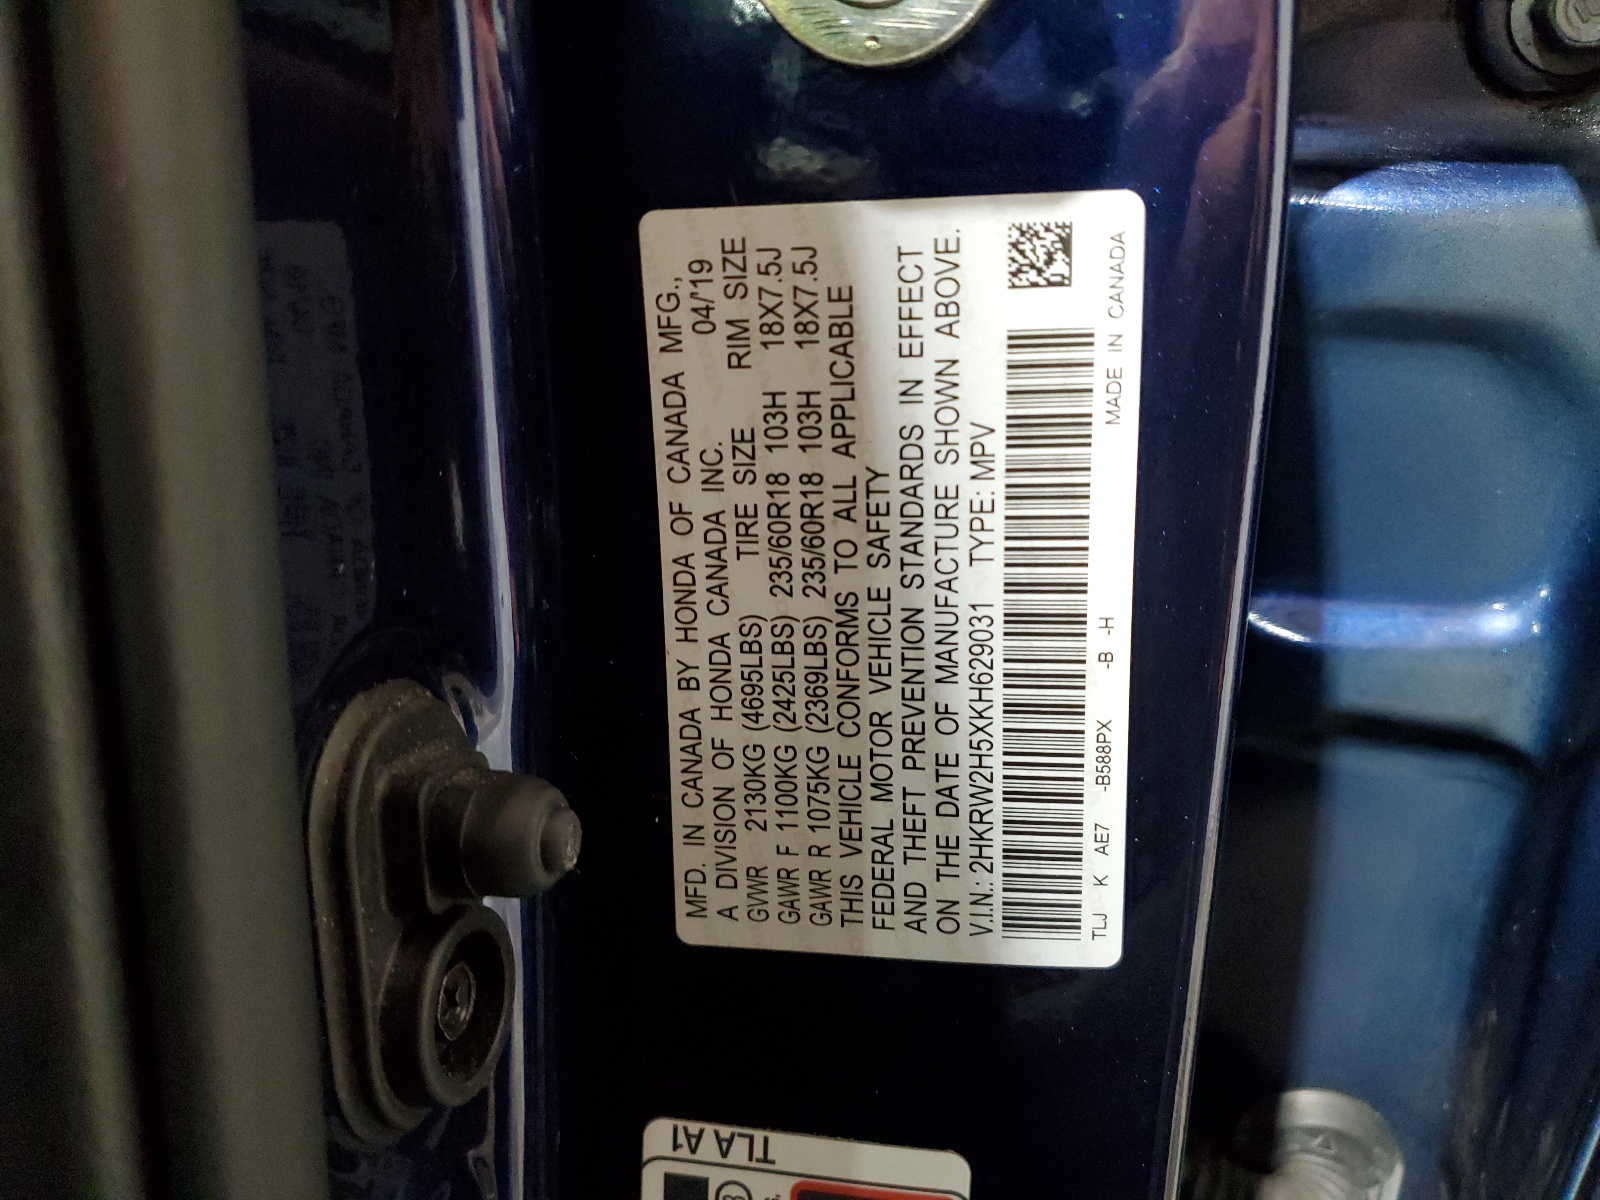 MFD. IN CANADA BY HONDA OF CANADA MFG.,
A DIVISION OF HONDA CANADA INC. 04/'19
GVWR 2130KG (4695LBS) TIRE SIZE RIM SIZE
GAWR F 1100KG (2425LBS) 235/60R18 103H 18X7.5J
GAWR R 1075KG (2369LBS) 235/60R18 103H 18X7.5J
THIS VEHICLE CONFORMS TO ALL APPLICABLE
FEDERAL MOTOR VEHICLE SAFETY
AND THEFT PREVENTION STANDARDS IN EFFECT
ON THE DATE OF MANUFACTURE SHOWN ABOVE.
V.I.N.: 2HKRW2H5XKH629031 TYPE: MPV
TLJ K AE7 -B588PX -B -H MADE IN CANADA
TLA A1